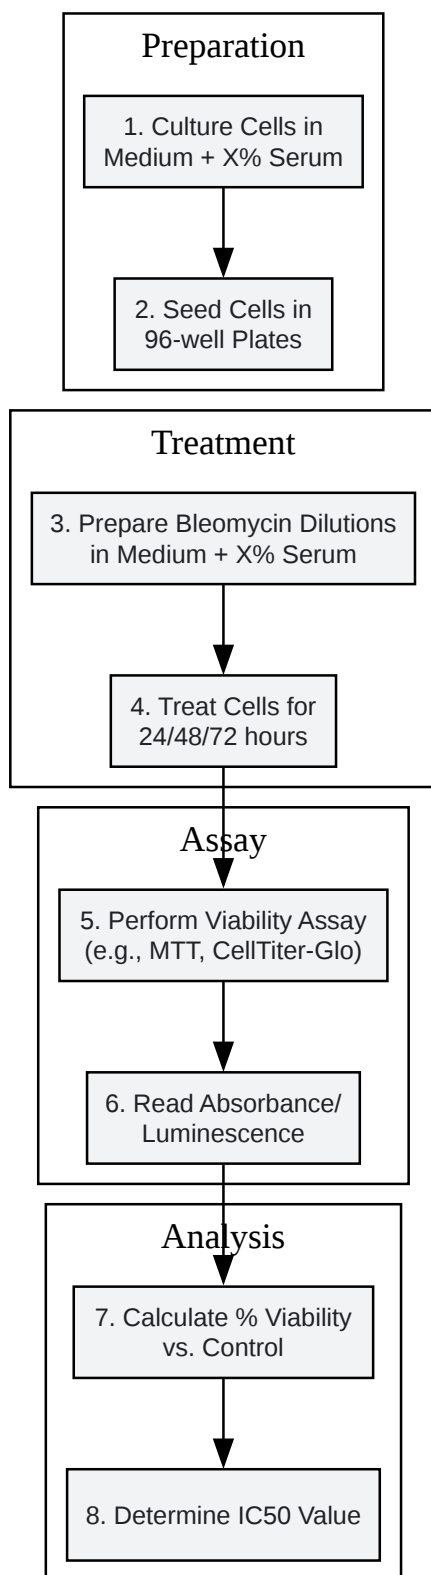 Preparation
1. Culture Cells in
Medium + X% Serum
2. Seed Cells in
96-well Plates
Treatment
3. Prepare Bleomycin Dilutions
in Medium + X% Serum
4. Treat Cells for
24/48/72 hours
Assay
5. Perform Viability Assay
(e.g., MTT, CellTiter-Glo)
6. Read Absorbance/
Luminescence
Analysis
7. Calculate % Viability
vs. Control
8. Determine IC50 Value